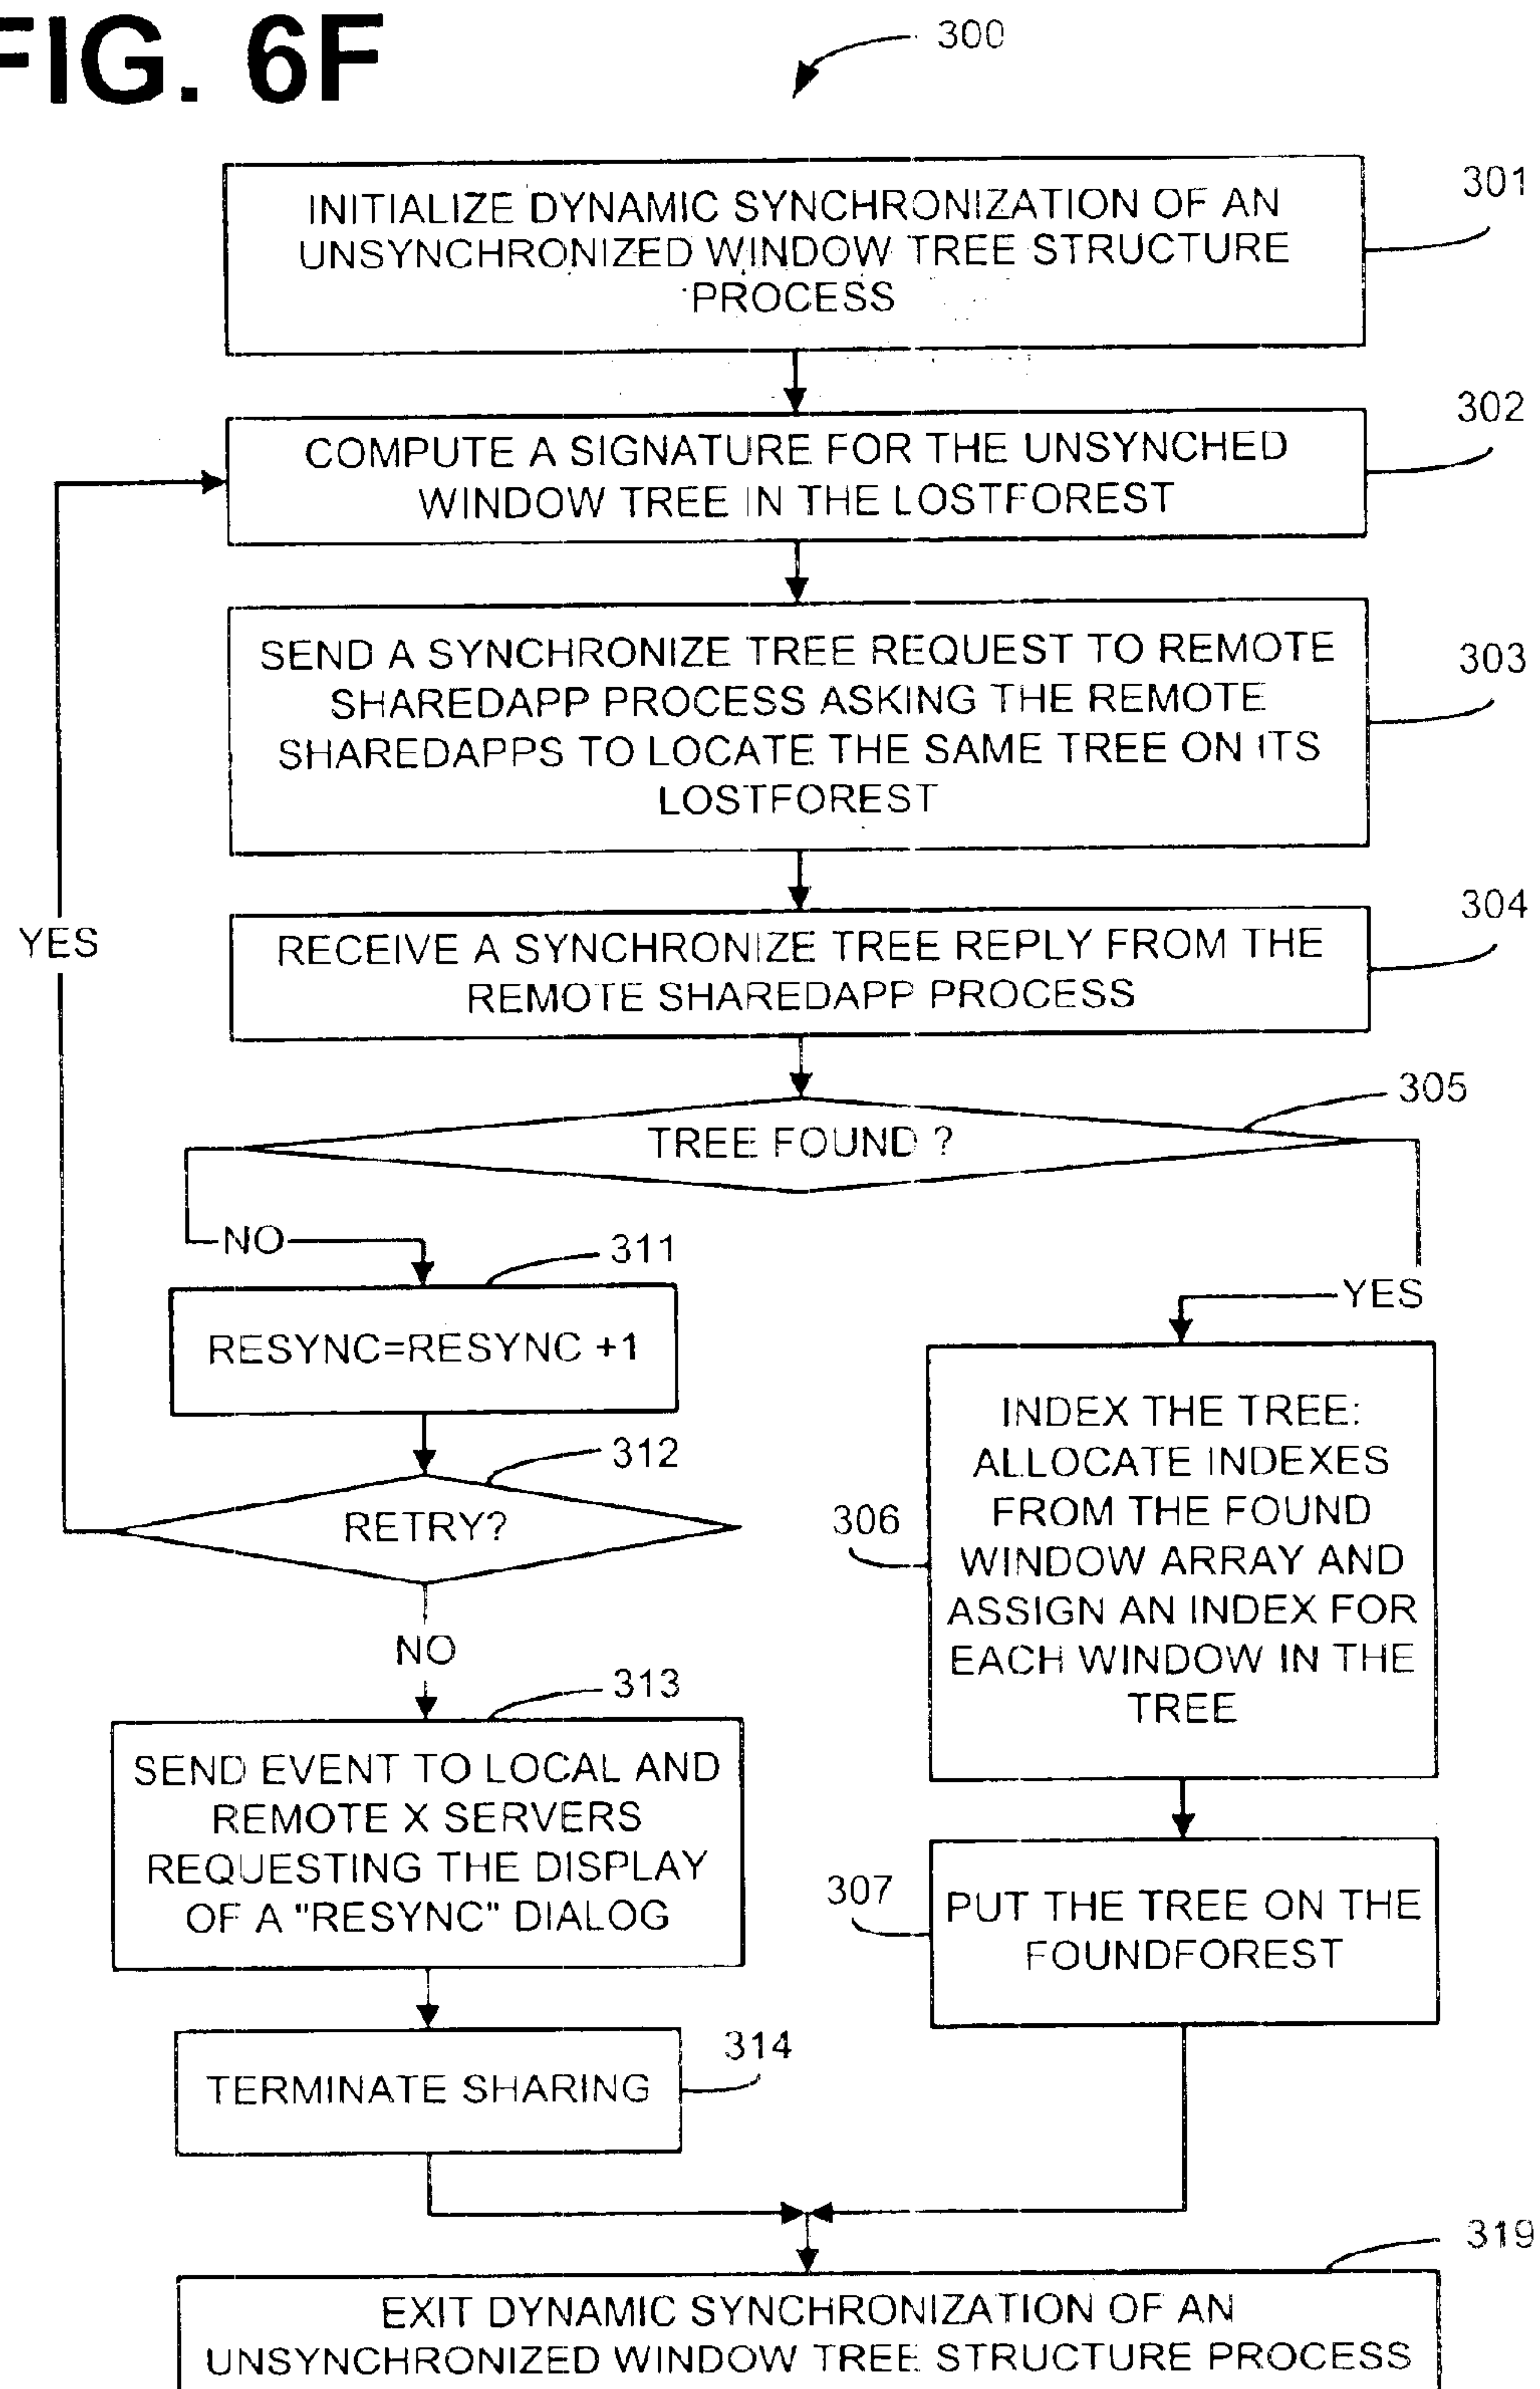 FIG. 6F
300
INITIALIZE DYNAMIC SYNCHRONIZATION OF AN
UNSYNCHRONIZED WINDOW TREE STRUCTURE
PROCESS
301
COMPUTE A SIGNATURE FOR THE UNSYNCHED
WINDOW TREE IN THE LOSTFOREST
302
SEND A SYNCHRONIZE TREE REQUEST TO REMOTE
SHAREDAPP PROCESS ASKING THE REMOTE
SHAREDAPPS TO LOCATE THE SAME TREE ON ITS
LOSTFOREST
303
RECEIVE A SYNCHRONIZE TREE REPLY FROM THE
REMOTE SHAREDAPP PROCESS
304
YES
TREE FOUND ?
305
NO
311
RESYNC=RESYNC +1
312
RETRY?
NO
313
SEND EVENT TO LOCAL AND
REMOTE X SERVERS
REQUESTING THE DISPLAY
OF A "RESYNC" DIALOG
314
TERMINATE SHARING
YES
INDEX THE TREE:
ALLOCATE INDEXES
FROM THE FOUND
WINDOW ARRAY AND
ASSIGN AN INDEX FOR
EACH WINDOW IN THE
TREE
306
PUT THE TREE ON THE
FOUNDFOREST
307
319
EXIT DYNAMIC SYNCHRONIZATION OF AN
UNSYNCHRONIZED WINDOW TREE STRUCTURE PROCESS